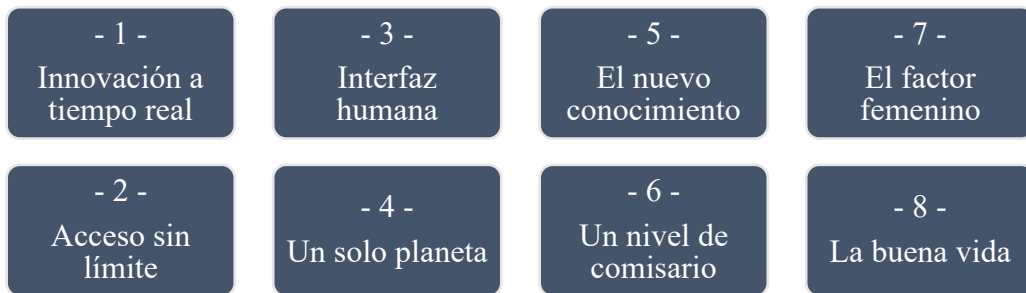 - 1 -
Innovación a
tiempo real
- 2 -
Acceso sin
límite
- 3 -
Interfaz
humana
- 4 -
Un solo planeta
- 5 -
El nuevo
conocimiento
- 6 -
Un nivel de
comisario
- 7 -
El factor
femenino
- 8 -
La buena vida